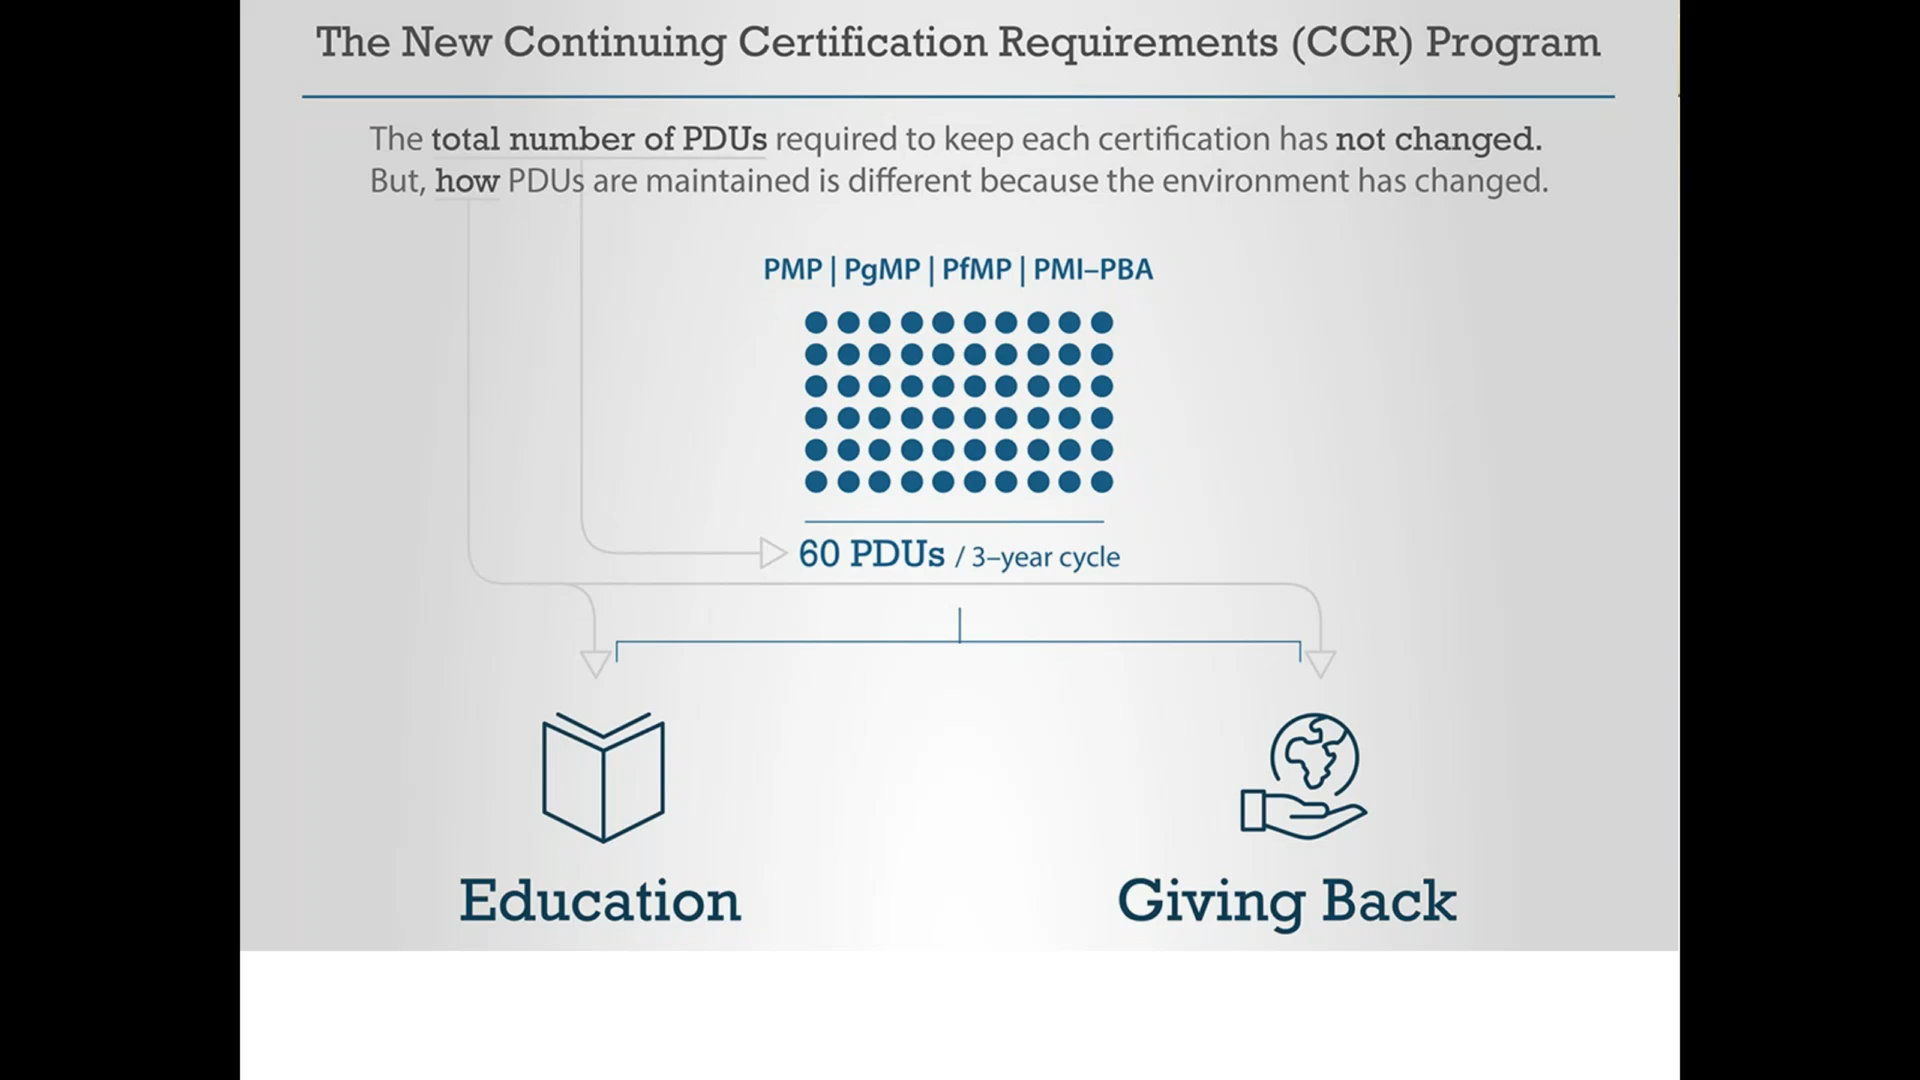 The New Continuing Certification Requirements (CCR) Program
The total number of PDUs required to keep each certification has not changed.
But, how PDUs are maintained is different because the environment has changed.
PMP | PgMP | PfMP | PMI–PBA
60 PDUs / 3–year cycle
Education
Giving Back